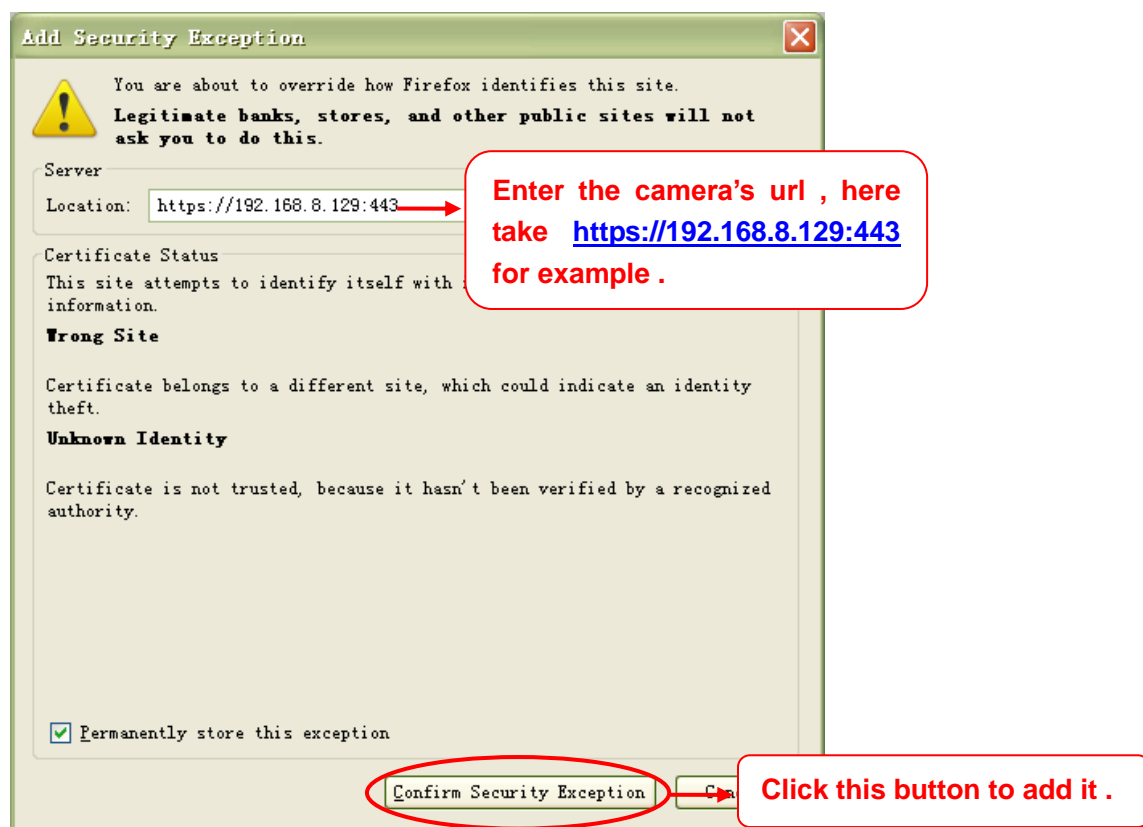 Add Security Exception
You are about to override how Firefox identifies this site.
Legitimate banks, stores, and other public sites will not
ask you to do this.
Server
Location: https://192.168.8.129:443
Enter the camera's url , here
take https://192.168.8.129:443
for example .
Certificate Status
This site attempts to identify itself with
information.
Wrong Site
Certificate belongs to a different site, which could indicate an identity
theft.
Unknown Identity
Certificate is not trusted, because it hasn't been verified by a recognized
authority.
Permanently store this exception
Confirm Security Exception
Click this button to add it .